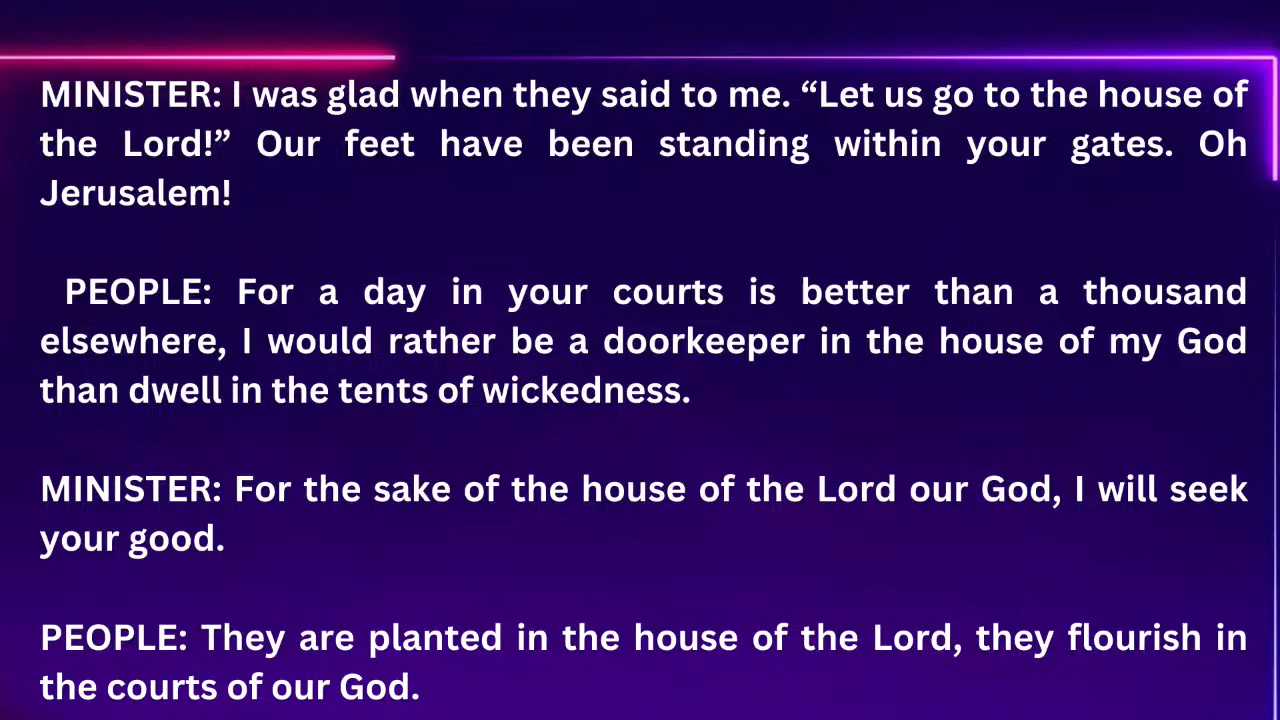 MINISTER: I was glad when they said to me. “Let us go to the house of
the Lord!” Our feet have been standing within your gates. Oh
Jerusalem!
PEOPLE: For a day in your courts is better than a thousand
elsewhere, I would rather be a doorkeeper in the house of my God
than dwell in the tents of wickedness.
MINISTER: For the sake of the house of the Lord our God, I will seek
your good.
PEOPLE: They are planted in the house of the Lord, they flourish in
the courts of our God.